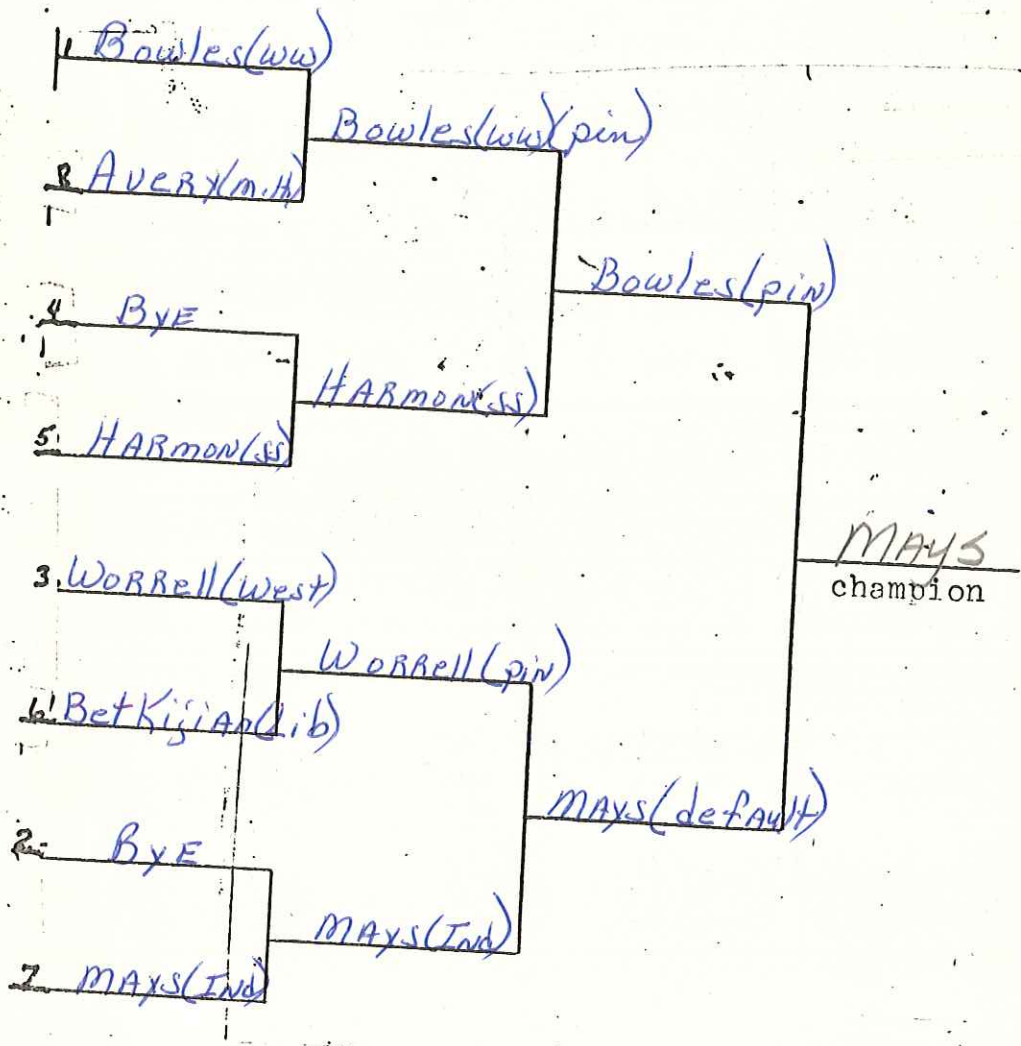 1 Bowles(ww)
Bowles(ww)(pin)
8 Avery(m.H)
Bowles(pin)
4 Bye
HARMON(SS)
5. HARMON(SS)
MAYS
champion
3. Worrell(West)
Worrell(pin)
6 BetKijiAn(Lib)
MAYS(default)
2. Bye
MAYS(Ind)
7 MAYS(Ind)